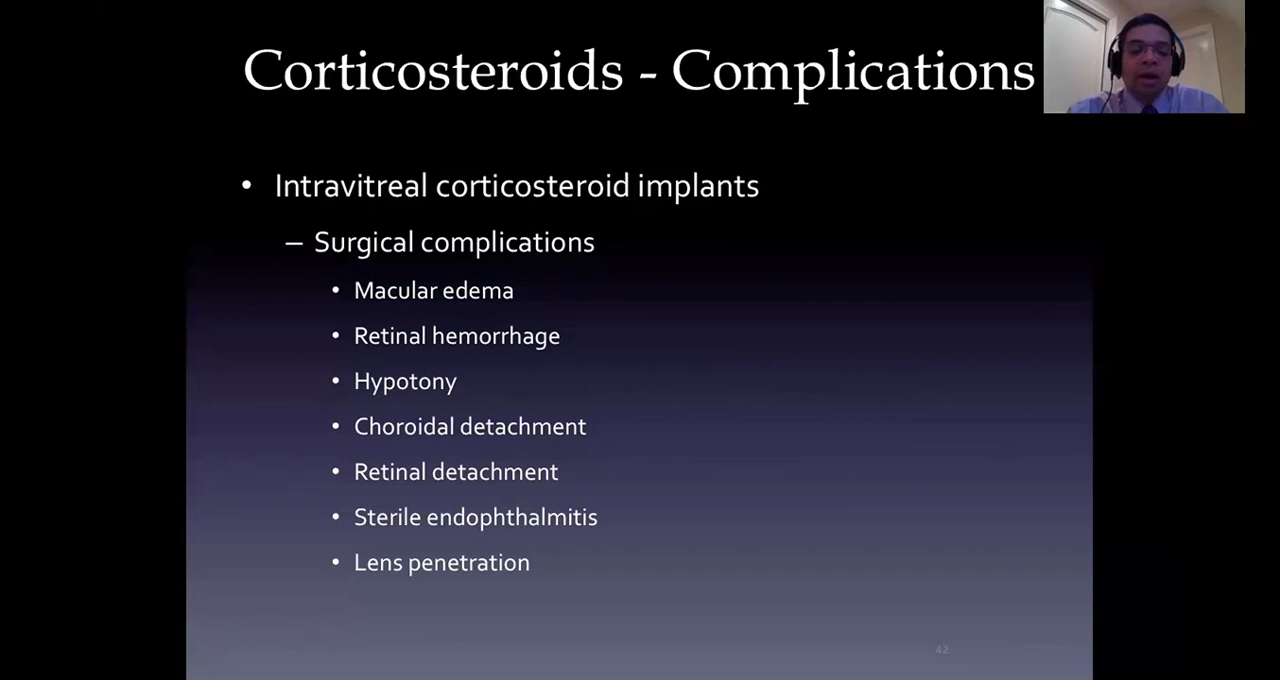 Corticosteroids - Complications
• Intravitreal corticosteroid implants
– Surgical complications
• Macular edema
• Retinal hemorrhage
• Hypotony
• Choroidal detachment
• Retinal detachment
• Sterile endophthalmitis
• Lens penetration
42